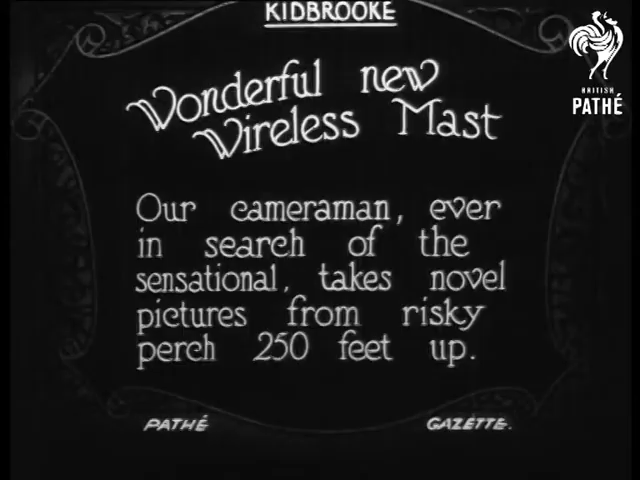 KIDBROOKE
Wonderful new
Wireless Mast
Our cameraman, ever
in search of the
sensational, takes novel
pictures from risky
perch 250 feet up.
PATHÉ GAZETTE.
BRITISH
PATHÉ